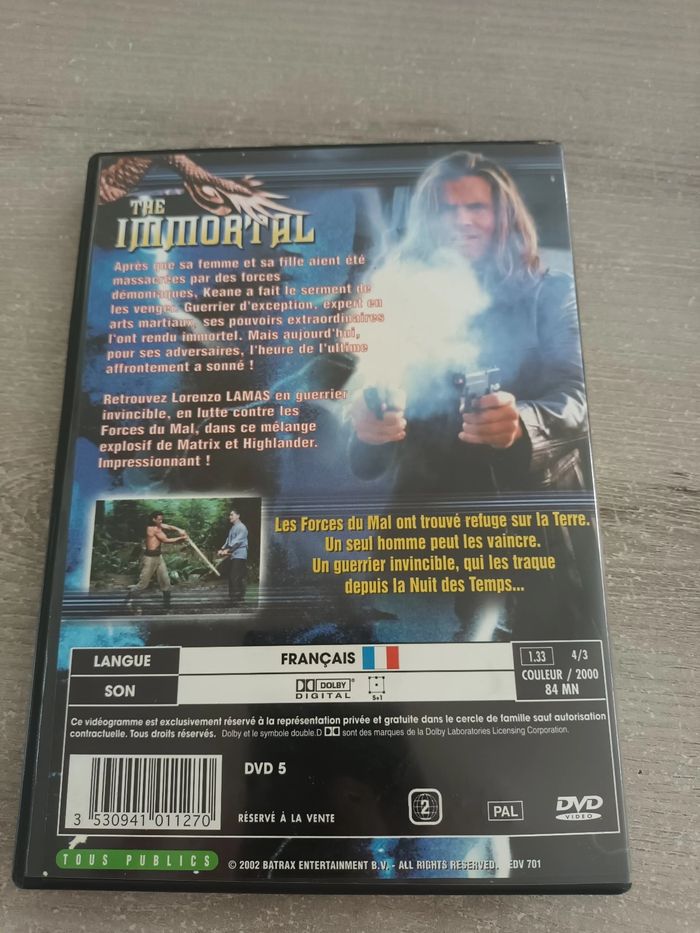 THE
IMMORTAL
Après que sa femme et sa fille aient été
massacrées par des forces
démoniaques, Keane a fait le serment de
les venger. Guerrier d'exception, expert en
arts martiaux, ses pouvoirs extraordinaires
l'ont rendu immortel. Mais aujourd'hui,
pour ses adversaires, l'heure de l'ultime
affrontement a sonné !
Retrouvez Lorenzo LAMAS en guerrier
invincible, en lutte contre les
Forces du Mal, dans ce mélange
explosif de Matrix et Highlander.
Impressionnant !
Les Forces du Mal ont trouvé refuge sur la Terre.
Un seul homme peut les vaincre.
Un guerrier invincible, qui les traque
depuis la Nuit des Temps...
LANGUE FRANÇAIS
SON DOLBY DIGITAL 5+1
1.33 4/3
COULEUR / 2000
84 MN
Ce vidéogramme est exclusivement réservé à la représentation privée et gratuite dans le cercle de famille sauf autorisation
contractuelle. Tous droits réservés. Dolby et le symbole double.D sont des marques de la Dolby Laboratories Licensing Corporation.
3 530941 011270
DVD 5
RÉSERVÉ À LA VENTE
2
PAL
DVD
VIDEO
TOUS PUBLICS
© 2002 BATRAX ENTERTAINMENT B.V. - ALL RIGHTS RESERVED. EDV 701